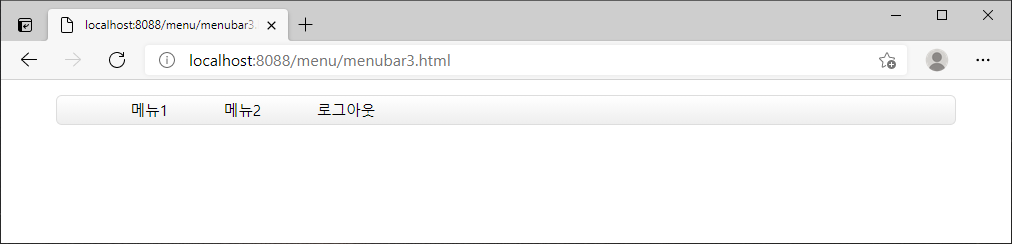 localhost:8088/menu/menubar3.
localhost:8088/menu/menubar3.html
메뉴1 메뉴2 로그아웃